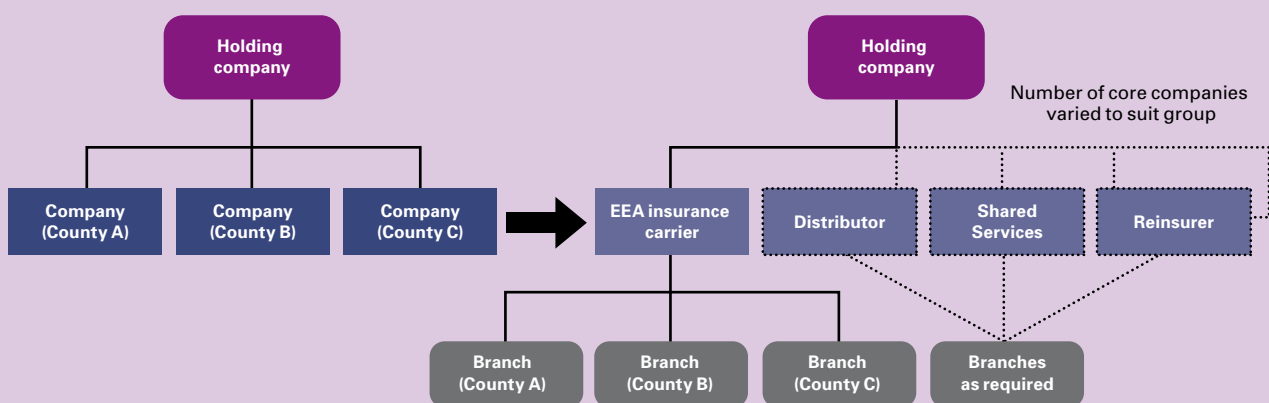 Holding
company
Holding
company
Number of core companies
varied to suit group
Company
(County A)
Company
(County B)
Company
(County C)
EEA insurance
carrier
Distributor
Shared
Services
Reinsurer
Branch
(County A)
Branch
(County B)
Branch
(County C)
Branches
as required